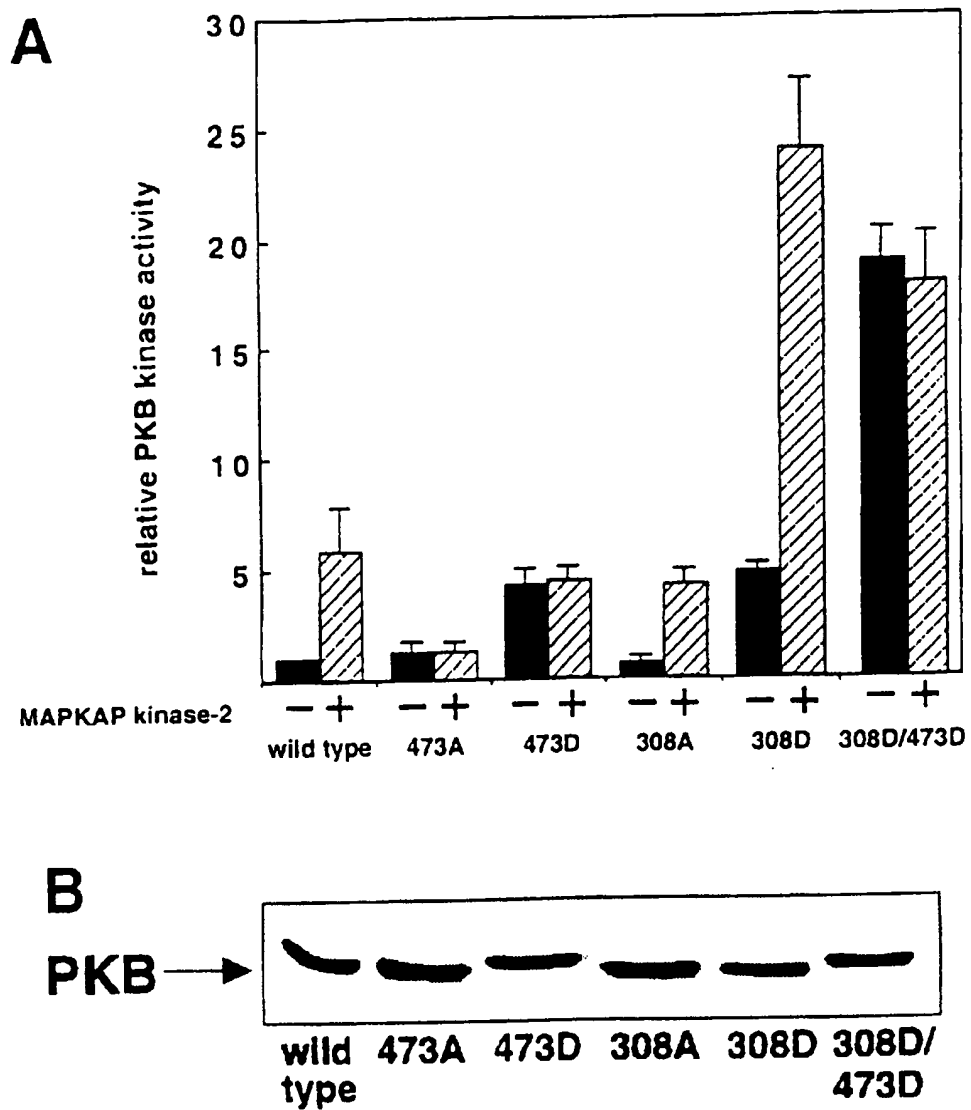 A
30
25
20
15
10
5
relative PKB kinase activity
MAPKAP kinase-2
− + − + − + − + − + − +
wild type 473A 473D 308A 308D 308D/473D
B
PKB
wild 473A 473D 308A 308D 308D/
type 473D